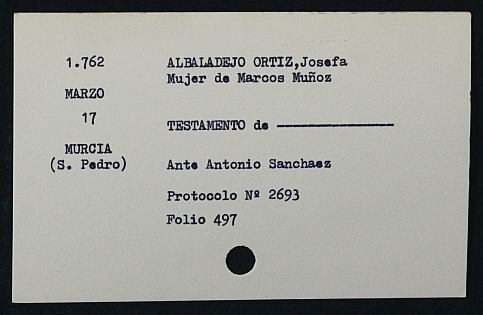 1.762
ALBALADEJO ORTIZ,Josefa
Mujer de Marcos Muñoz
MARZO
17
TESTAMENTO de ——————————
MURCIA
(S. Pedro)
Ante Antonio Sanchaez
Protocolo Nº 2693
Folio 497